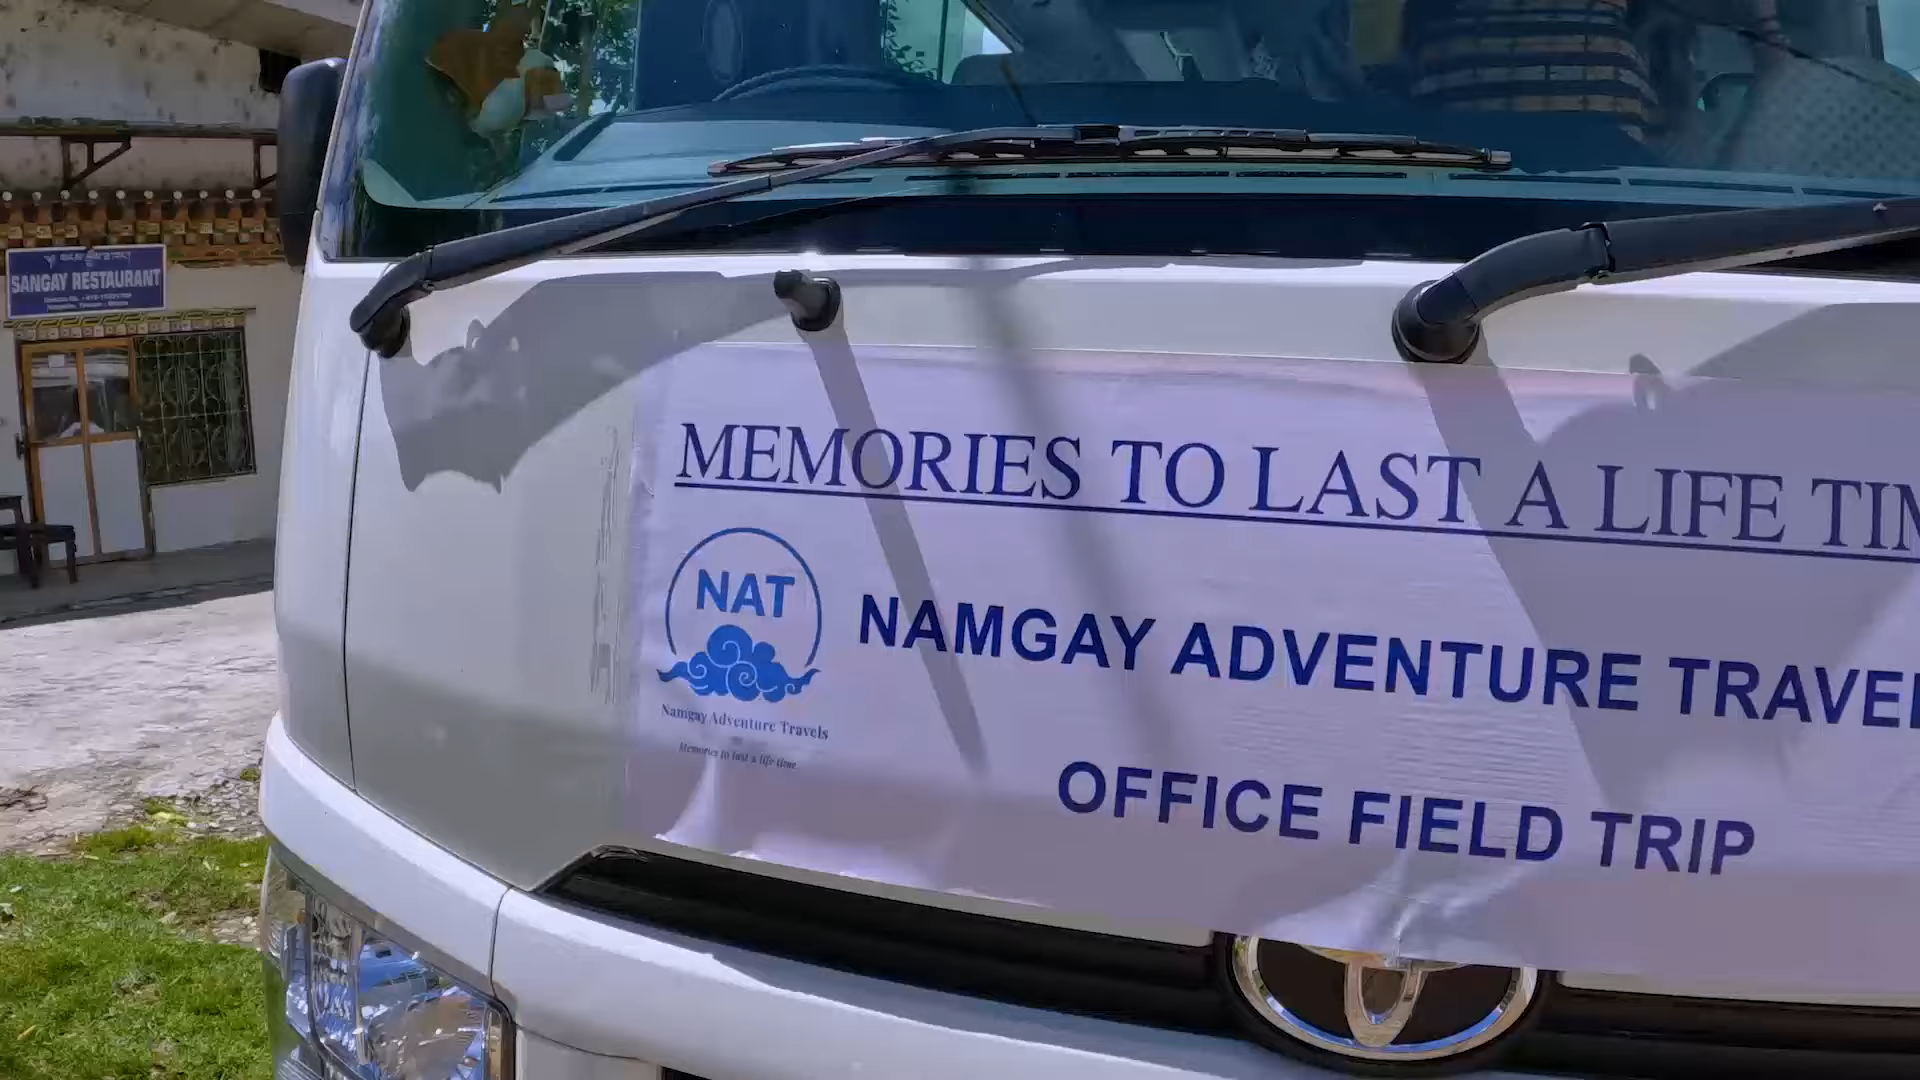 SANGAY RESTAURANT
MEMORIES TO LAST A LIFE TIM
NAT
Namgay Adventure Travels
Memories to last a life time
NAMGAY ADVENTURE TRAVEL
OFFICE FIELD TRIP